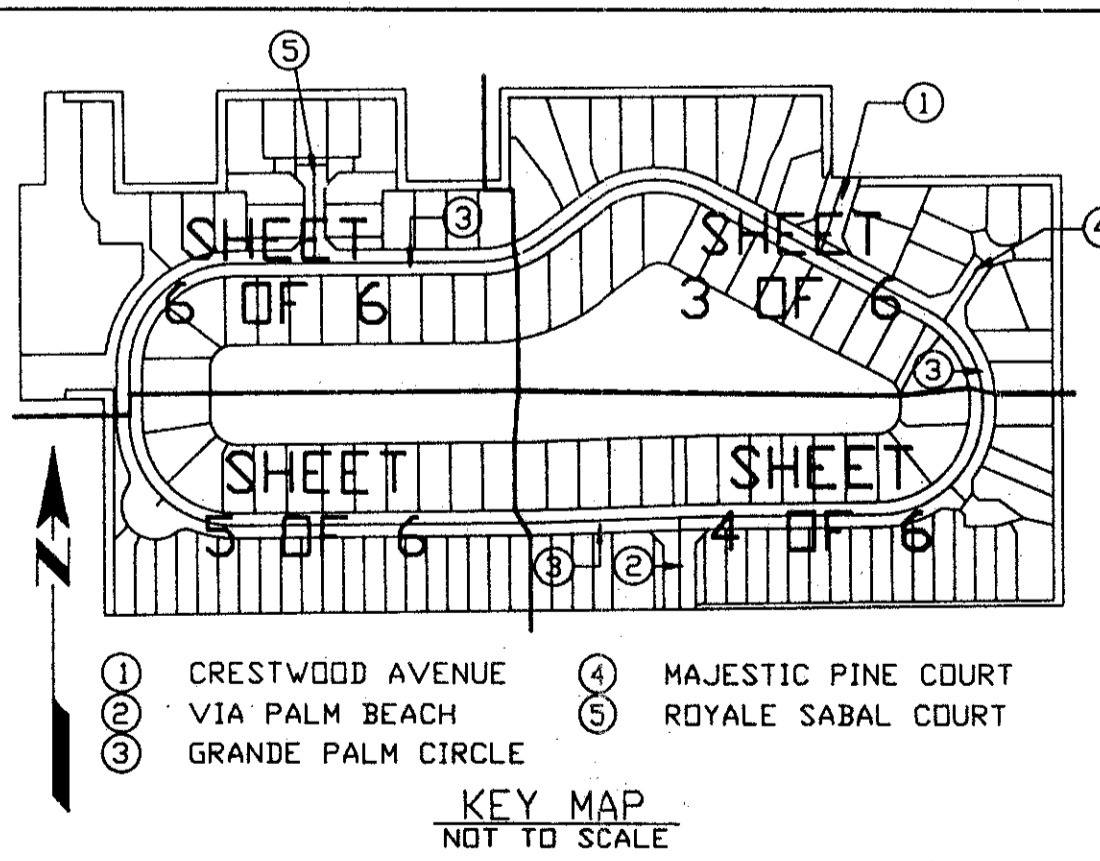 5
1
SHEET
6 OF 6
3
SHEET
3 OF 6
4
3
SHEET
5 OF 6
SHEET
4 OF 6
3
2
N
1 CRESTWOOD AVENUE
2 VIA PALM BEACH
3 GRANDE PALM CIRCLE
4 MAJESTIC PINE COURT
5 ROYALE SABAL COURT
KEY MAP
NOT TO SCALE